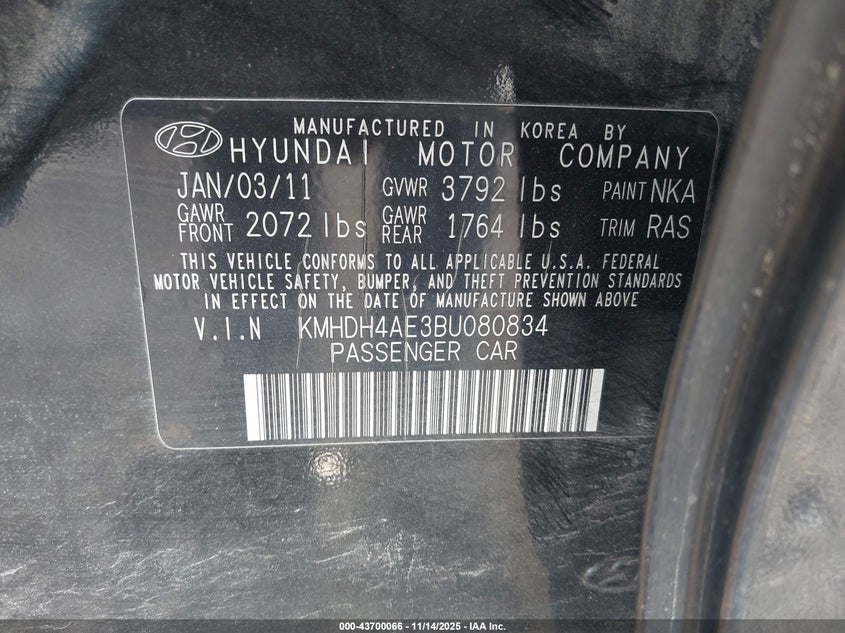 MANUFACTURED IN KOREA BY
HYUNDAI MOTOR COMPANY
JAN/03/11 GVWR 3792 lbs PAINT NKA
GAWR FRONT 2072 lbs GAWR REAR 1764 lbs TRIM RAS
THIS VEHICLE CONFORMS TO ALL APPLICABLE U.S.A. FEDERAL
MOTOR VEHICLE SAFETY, BUMPER, AND THEFT PREVENTION STANDARDS
IN EFFECT ON THE DATE OF MANUFACTURE SHOWN ABOVE
V.I.N KMHDH4AE3BU080834
PASSENGER CAR
000-43700066 - 11/14/2025 - IAA Inc.